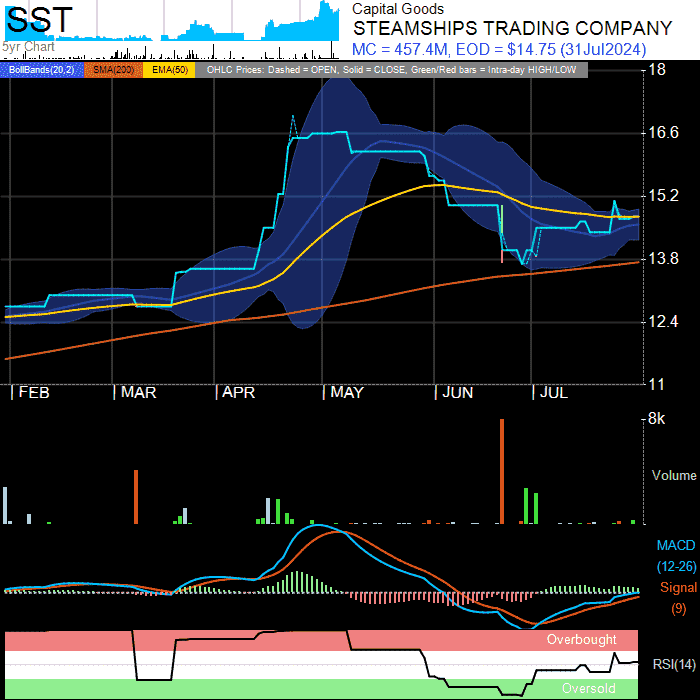 SST
5yr Chart
Capital Goods
STEAMSHIPS TRADING COMPANY
MC = 457.4M, EOD = $14.75 (31Jul2024)
BollBands(20,2) SMA(200) EMA(50) OHLC Prices: Dashed = OPEN, Solid = CLOSE, Green/Red bars = Intra-day HIGH/LOW
18
16.6
15.2
13.8
12.4
11
FEB MAR APR MAY JUN JUL
8k
Volume
MACD
(12-26)
Signal
(9)
Overbought
RSI(14)
Oversold